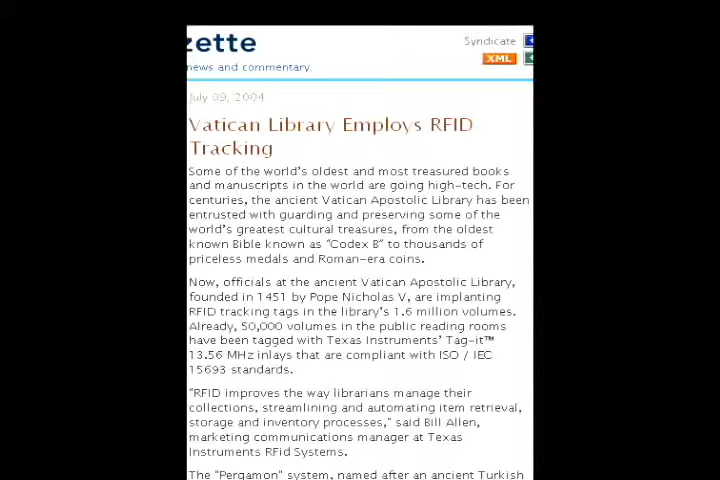 zette
Syndicate
news and commentary.
XML
July 09, 2004
Vatican Library Employs RFID
Tracking
Some of the world's oldest and most treasured books
and manuscripts in the world are going high-tech. For
centuries, the ancient Vatican Apostolic Library has been
entrusted with guarding and preserving some of the
world's greatest cultural treasures, from the oldest
known Bible known as "Codex B" to thousands of
priceless medals and Roman-era coins.
Now, officials at the ancient Vatican Apostolic Library,
founded in 1451 by Pope Nicholas V, are implanting
RFID tracking tags in the library's 1.6 million volumes.
Already, 50,000 volumes in the public reading rooms
have been tagged with Texas Instruments' Tag-it™
13.56 MHz inlays that are compliant with ISO / IEC
15693 standards.
"RFID improves the way librarians manage their
collections, streamlining and automating item retrieval,
storage and inventory processes," said Bill Allen,
marketing communications manager at Texas
Instruments RFid Systems.
The "Pergamon" system, named after an ancient Turkish